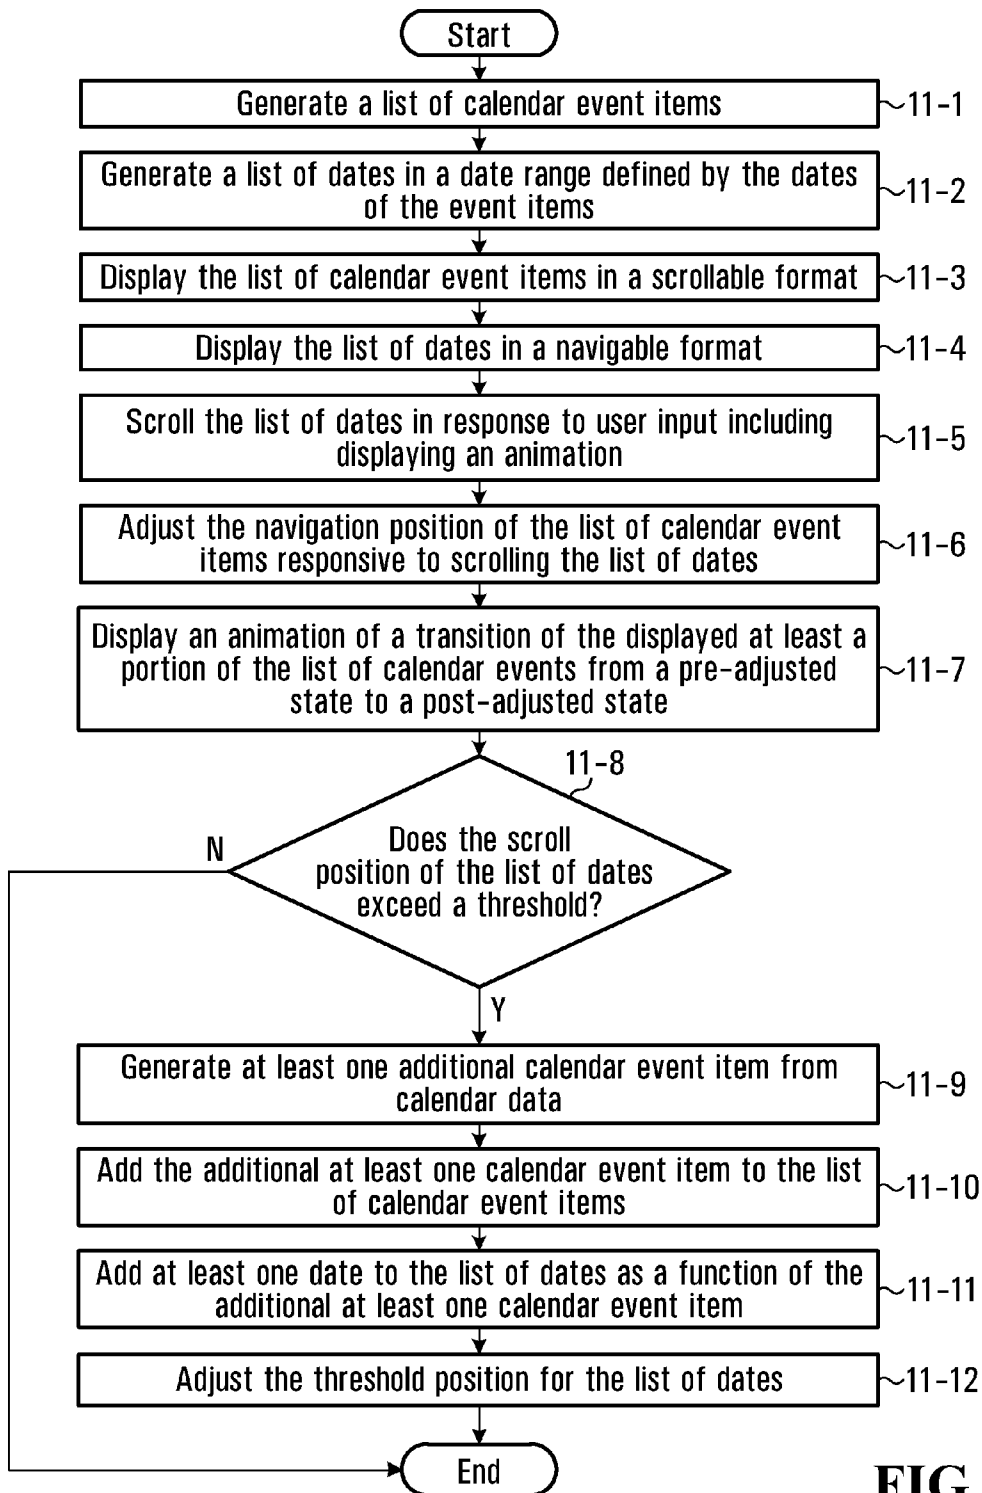 Start
Generate a list of calendar event items
11-1
Generate a list of dates in a date range defined by the dates
of the event items
11-2
Display the list of calendar event items in a scrollable format
11-3
Display the list of dates in a navigable format
11-4
Scroll the list of dates in response to user input including
displaying an animation
11-5
Adjust the navigation position of the list of calendar event
items responsive to scrolling the list of dates
11-6
Display an animation of a transition of the displayed at least a
portion of the list of calendar events from a pre-adjusted
state to a post-adjusted state
11-7
11-8
Does the scroll
position of the list of dates
exceed a threshold?
N
Y
Generate at least one additional calendar event item from
calendar data
11-9
Add the additional at least one calendar event item to the list
of calendar event items
11-10
Add at least one date to the list of dates as a function of the
additional at least one calendar event item
11-11
Adjust the threshold position for the list of dates
11-12
End
FIG